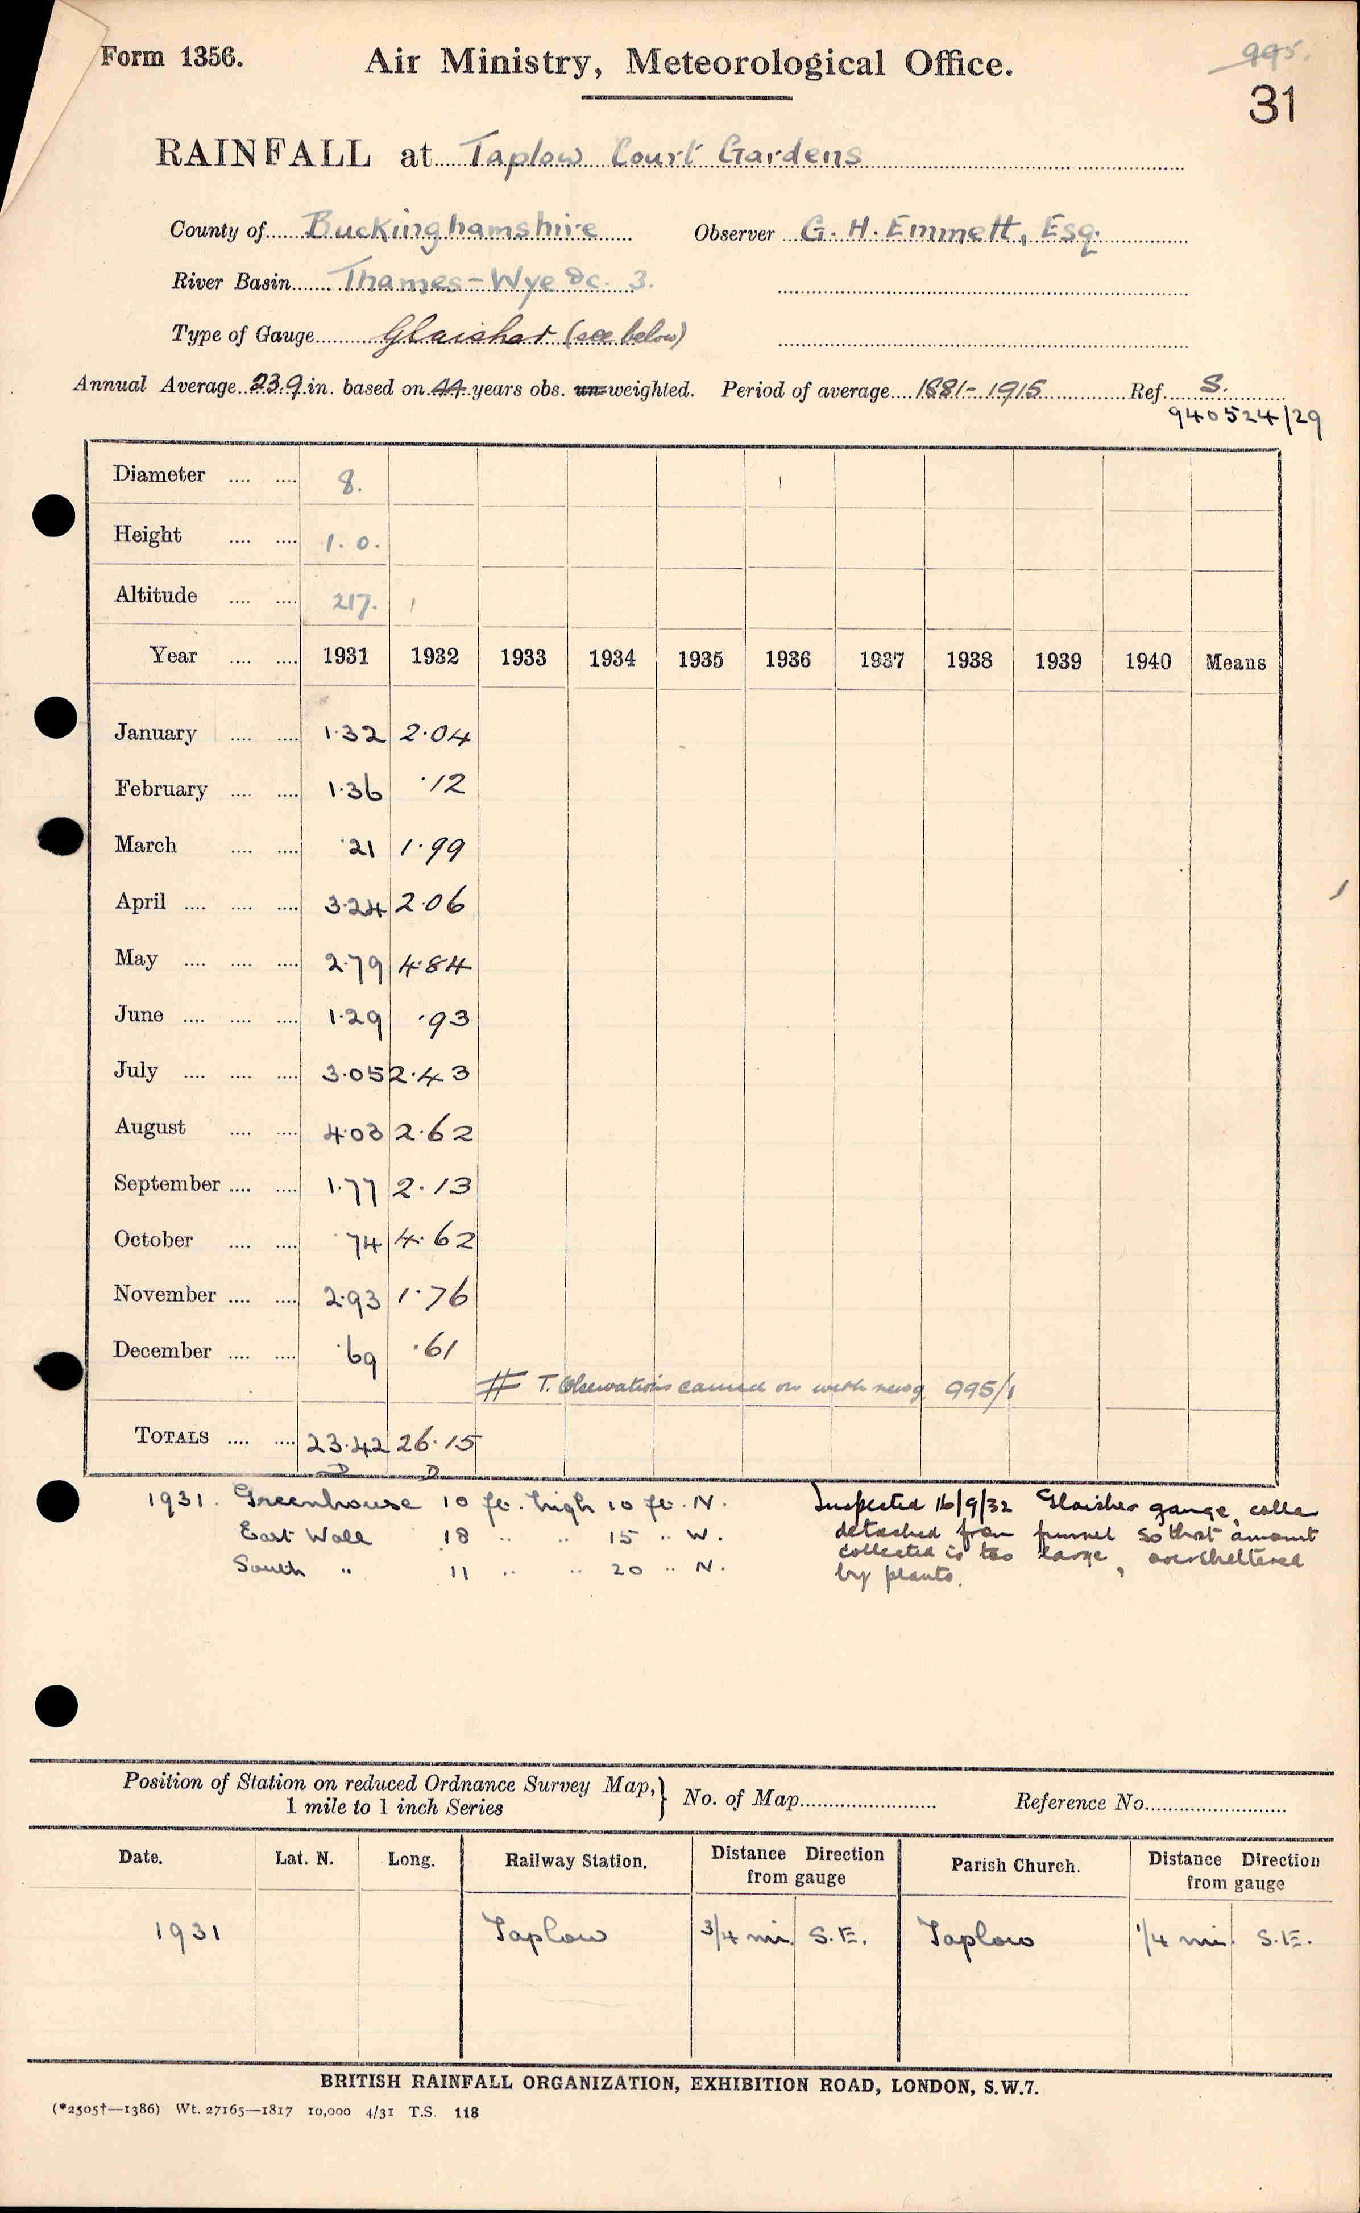 Form 1356.
Air Ministry, Meteorological Office.
995.
31
RAINFALL at Taplow Court Gardens
County of Buckinghamshire Observer G. H. Emmett, Esq.
River Basin Thames - Wye &c. 3.
Type of Gauge Glaisher (see below)
Annual Average 23.9 in. based on 44 years obs. un-weighted. Period of average 1881-1915 Ref. S.
940524/29
Diameter .... .... 8.
Height .... .... 1. 0.
Altitude .... .... 217.
Year .... .... 1931 1932 1933 1934 1935 1936 1937 1938 1939 1940 Means
January .... .... 1.32 2.04
February .... .... 1.36 .12
March .... .... .21 1.99
April .... .... .... 3.24 2.06
May .... .... .... 2.79 4.84
June .... .... .... 1.29 .93
July .... .... .... 3.05 2.43
August .... .... 4.03 2.62
September .... .... 1.77 2.13
October .... .... .74 4.62
November .... .... 2.93 1.76
December .... .... .69 .61
# T. Observations carried on with new g 995/1
TOTALS .... .... 23.42 26.15
D D
1931. Greenhouse 10 ft. high 10 ft. N.
East Wall 18 " " 15 " W.
South " 11 " " 20 " N.
Inspected 16/9/32 Glaisher gauge, colla
detached from funnel so that amount
collected is too large, oversheltered
by plants.
Position of Station on reduced Ordnance Survey Map, } No. of Map Reference No.
1 mile to 1 inch Series
Date. Lat. N. Long. Railway Station. Distance Direction from gauge Parish Church. Distance Direction from gauge
1931 Taplow 3/4 mi. S.E. Taplow 1/4 mi. S.E.
BRITISH RAINFALL ORGANIZATION, EXHIBITION ROAD, LONDON, S.W.7.
(*2505†—1386) Wt. 27165—1817 10,000 4/31 T.S. 118